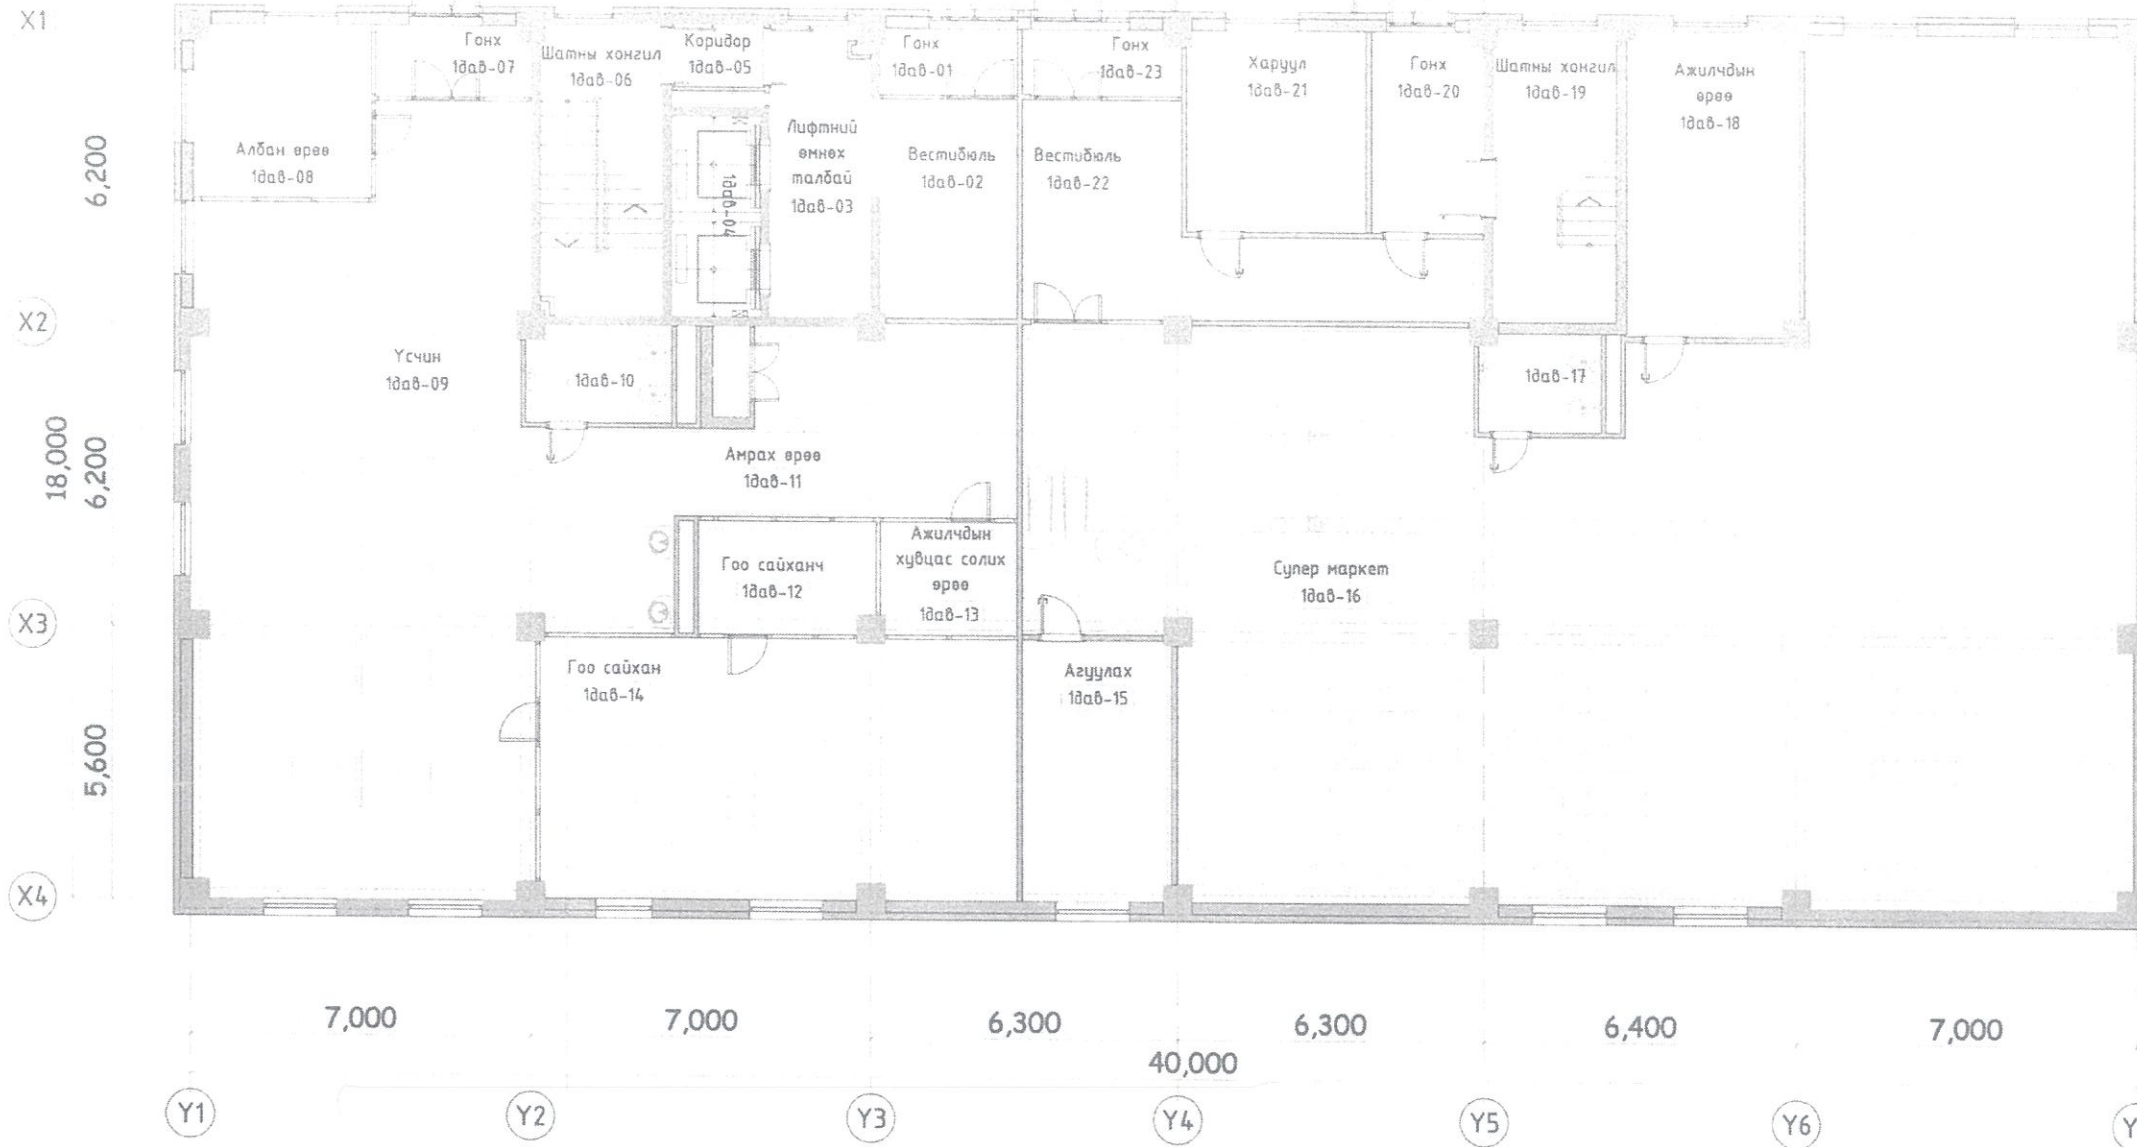 X1
Гонх
1дав-07
Шатны хонгил
1дав-06
Коридор
1дав-05
Гонх
1дав-01
Гонх
1дав-23
Харуул
1дав-21
Гонх
1дав-20
Шатны хонгил
1дав-19
Ажилчдын
өрөө
1дав-18
6,200
Албан өрөө
1дав-08
1дав-04
Лифтний
өмнөх
талбай
1дав-03
Вестибюль
1дав-02
Вестибюль
1дав-22
X2
Үсчин
1дав-09
1дав-10
1дав-17
18,000
6,200
Амрах өрөө
1дав-11
Гоо сайханч
1дав-12
Ажилчдын
хувцас солих
өрөө
1дав-13
Супер маркет
1дав-16
X3
Гоо сайхан
1дав-14
Агуулах
1дав-15
5,600
X4
7,000
7,000
6,300
6,300
6,400
7,000
40,000
Y1
Y2
Y3
Y4
Y5
Y6
Y